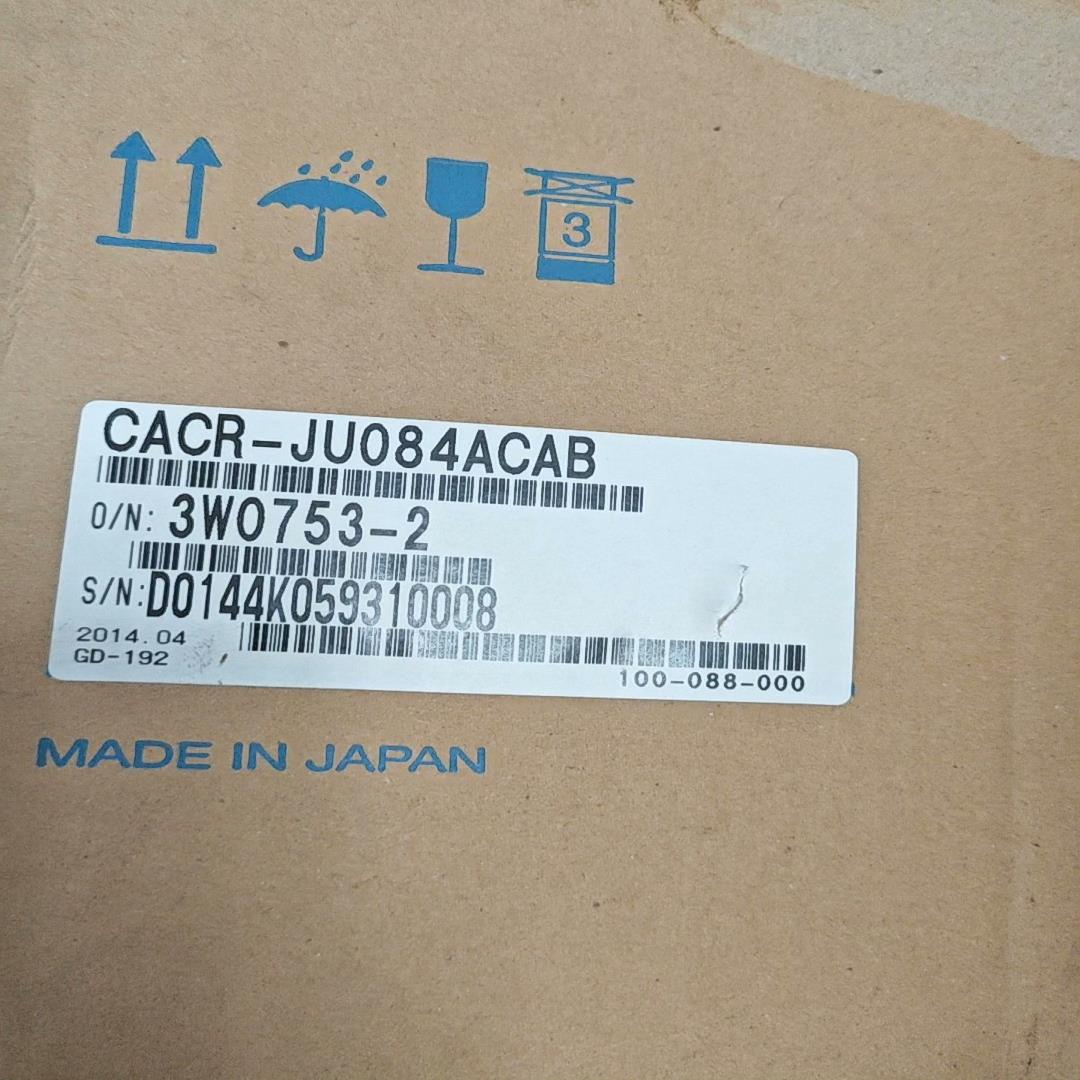 3
CACR-JU084ACAB
O/N: 3W0753-2
S/N:D0144K059310008
2014.04
GD-192
100-088-000
MADE IN JAPAN